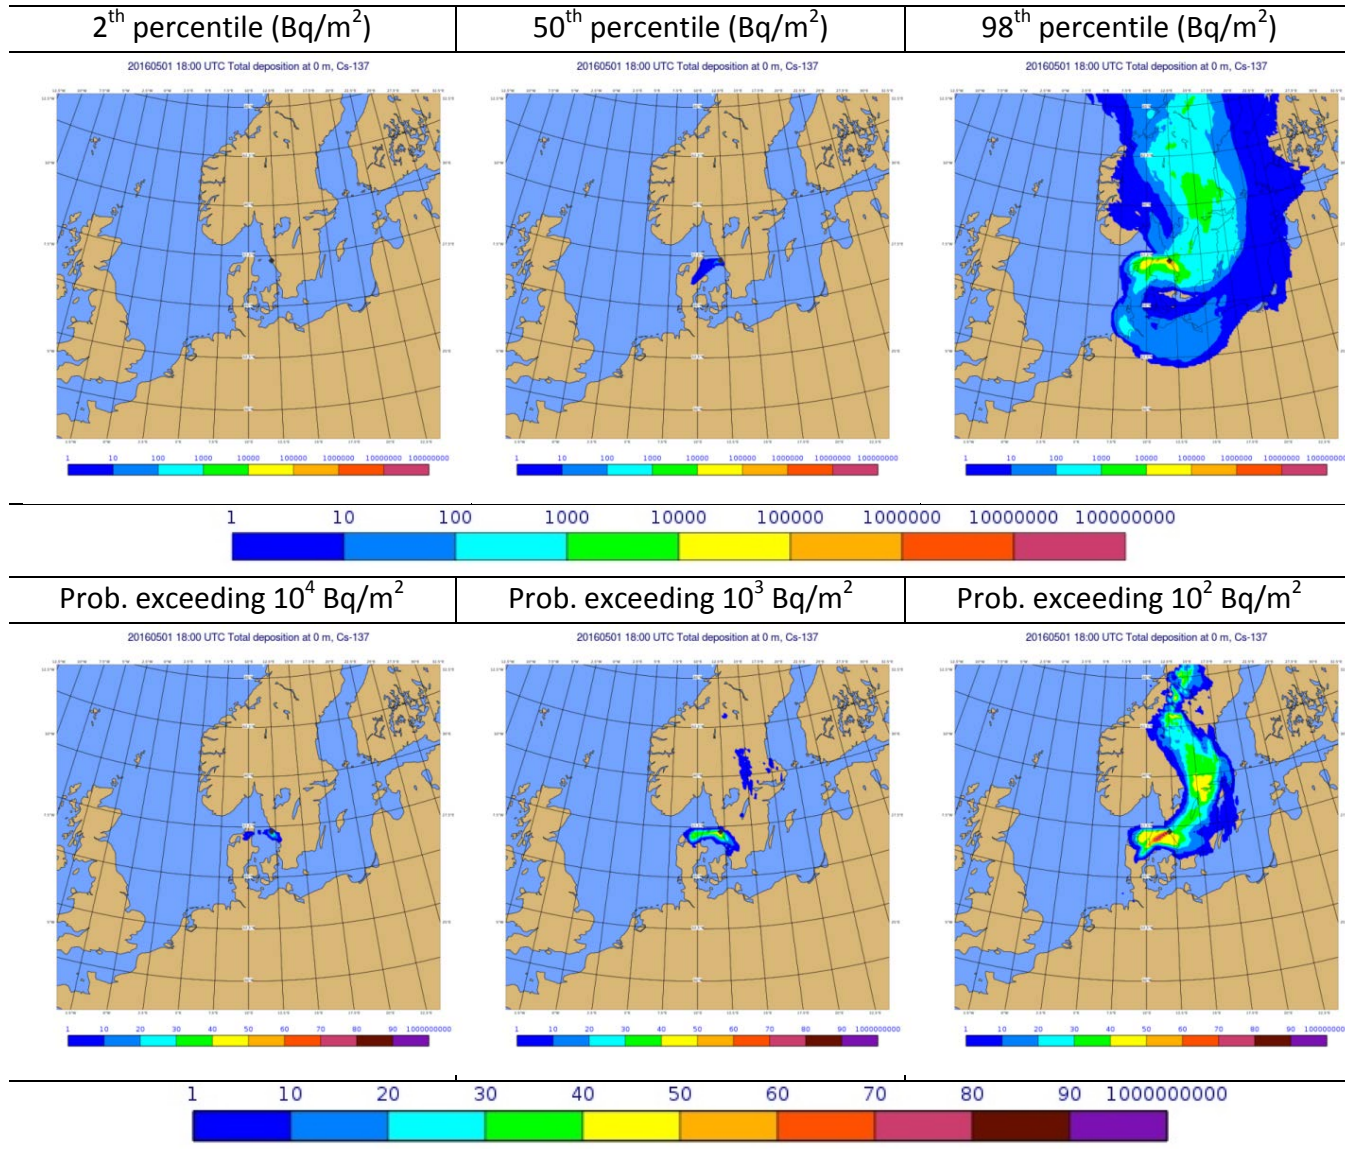 2th percentile (Bq/m2) 50th percentile (Bq/m2) 98th percentile (Bq/m2)
20160501 18:00 UTC Total deposition at 0 m, Cs-137 20160501 18:00 UTC Total deposition at 0 m, Cs-137 20160501 18:00 UTC Total deposition at 0 m, Cs-137
1 10 100 1000 10000 100000 1000000 10000000 100000000 1 10 100 1000 10000 100000 1000000 10000000 100000000 1 10 100 1000 10000 100000 1000000 10000000 100000000
1 10 100 1000 10000 100000 1000000 10000000 100000000
Prob. exceeding 10⁴ Bq/m² Prob. exceeding 10³ Bq/m² Prob. exceeding 10² Bq/m²
20160501 18:00 UTC Total deposition at 0 m, Cs-137 20160501 18:00 UTC Total deposition at 0 m, Cs-137 20160501 18:00 UTC Total deposition at 0 m, Cs-137
1 10 20 30 40 50 60 70 80 90 1000000000 1 10 20 30 40 50 60 70 80 90 1000000000 1 10 20 30 40 50 60 70 80 90 1000000000
1 10 20 30 40 50 60 70 80 90 1000000000